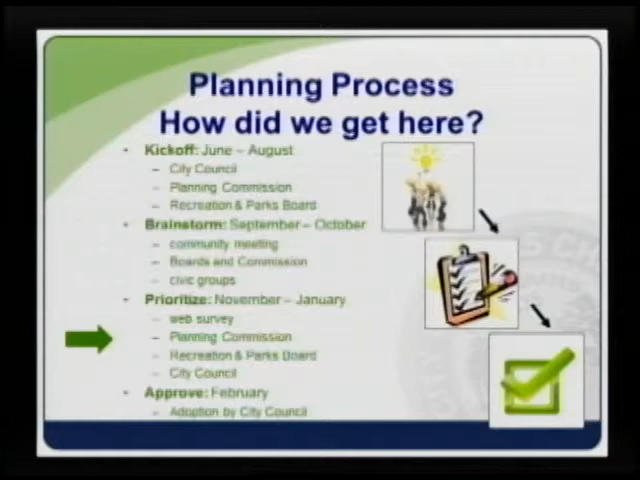 Planning Process
How did we get here?
• Kickoff: June – August
– City Council
– Planning Commission
– Recreation & Parks Board
• Brainstorm: September – October
– community meeting
– Boards and Commission
– civic groups
• Prioritize: November – January
– web survey
– Planning Commission
– Recreation & Parks Board
– City Council
• Approve: February
– Adoption by City Council